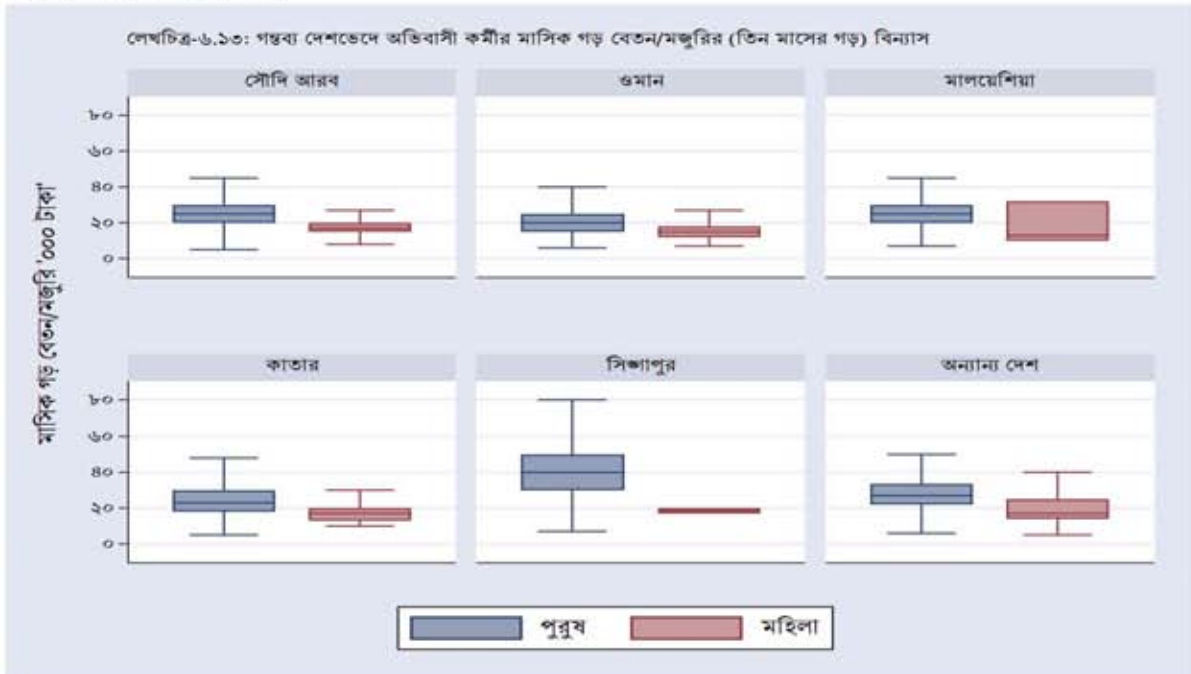 লেখচিত্র-৬.১৩: গন্তব্য দেশভেদে অভিবাসী কর্মীর মাসিক গড় বেতন/মজুরির (তিন মাসের গড়) বিন্যাস
মাসিক গড় বেতন/মজুরি '০০০ টাকা'
সৌদি আরব
ওমান
মালয়েশিয়া
৮০
৬০
৪০
২০
০
কাতার
সিঙ্গাপুর
অন্যান্য দেশ
৮০
৬০
৪০
২০
০
পুরুষ
মহিলা